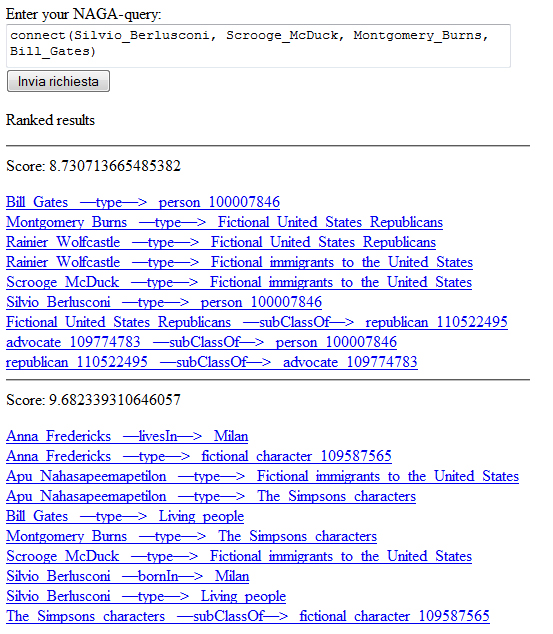 Enter your NAGA-query:
connect(Silvio_Berlusconi, Scrooge_McDuck, Montgomery_Burns,
Bill_Gates)
Invia richiesta
Ranked results
Score: 8.730713665485382
Bill Gates —type—> person 100007846
Montgomery Burns —type—> Fictional United States Republicans
Rainier Wolfcastle —type—> Fictional United States Republicans
Rainier Wolfcastle —type—> Fictional immigrants to the United States
Scrooge McDuck —type—> Fictional immigrants to the United States
Silvio Berlusconi —type—> person 100007846
Fictional United States Republicans —subClassOf—> republican 110522495
advocate 109774783 —subClassOf—> person 100007846
republican 110522495 —subClassOf—> advocate 109774783
Score: 9.682339310646057
Anna Fredericks —livesIn—> Milan
Anna Fredericks —type—> fictional character 109587565
Apu Nahasapeemapetilon —type—> Fictional immigrants to the United States
Apu Nahasapeemapetilon —type—> The Simpsons characters
Bill Gates —type—> Living people
Montgomery Burns —type—> The Simpsons characters
Scrooge McDuck —type—> Fictional immigrants to the United States
Silvio Berlusconi —bornIn—> Milan
Silvio Berlusconi —type—> Living people
The Simpsons characters —subClassOf—> fictional character 109587565